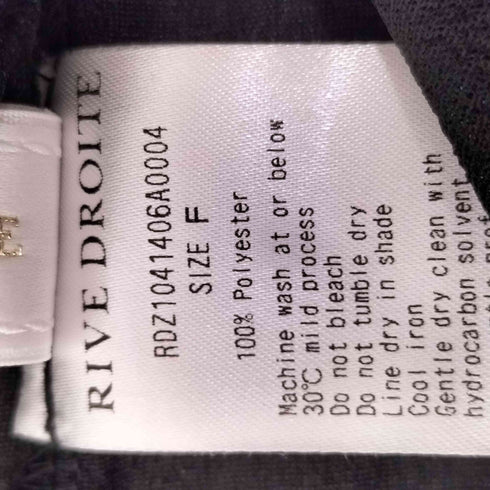 RIVE DROITE
RDZ1041406A0004
SIZE F
100% Polyester
Machine wash at or below
30℃ mild process
Do not bleach
Do not tumble dry
Line dry in shade
Cool iron
Gentle dry clean with
hydrocarbon solvent